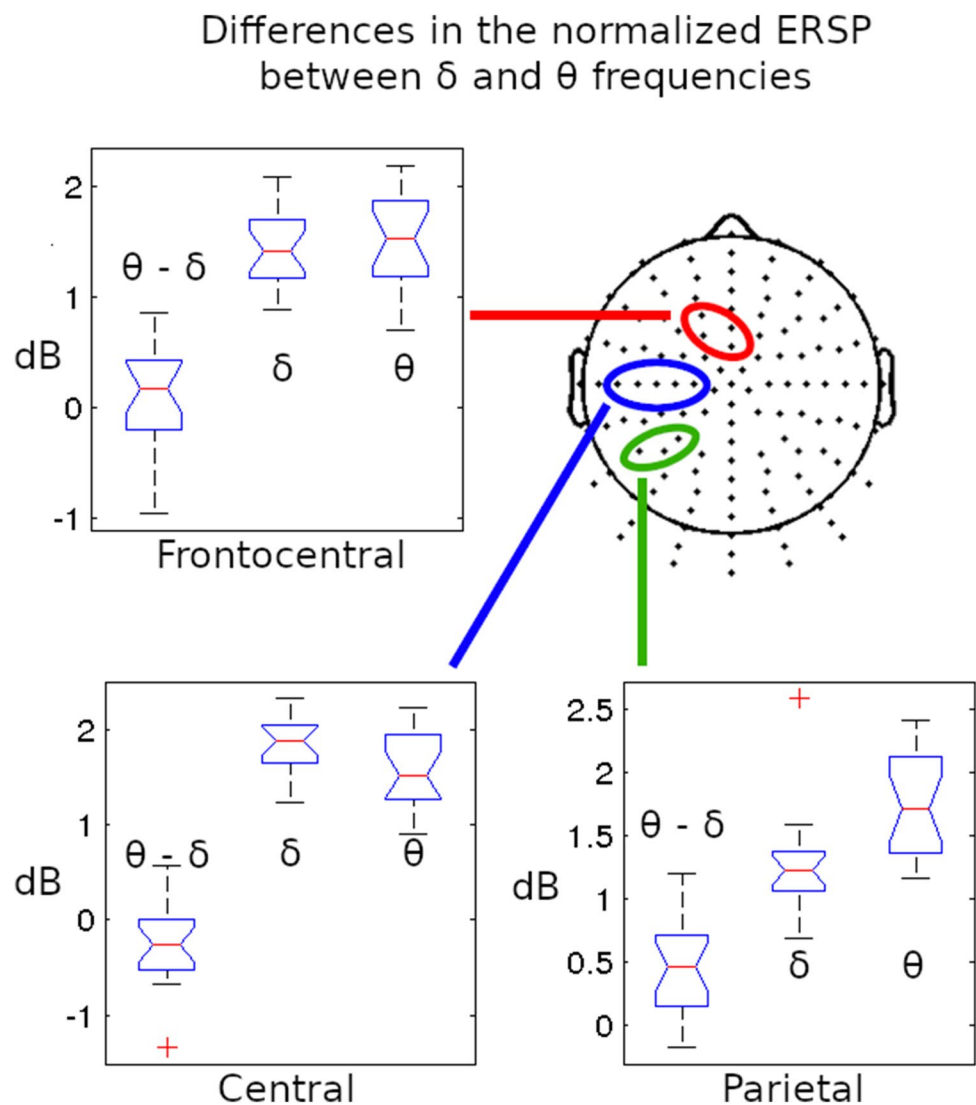 Differences in the normalized ERSP
between δ and θ frequencies
2
1
0
-1
dB
θ - δ
δ
θ
Frontocentral
2
1
0
-1
dB
θ - δ
δ
θ
Central
2.5
2
1.5
1
0.5
0
dB
θ - δ
δ
θ
Parietal